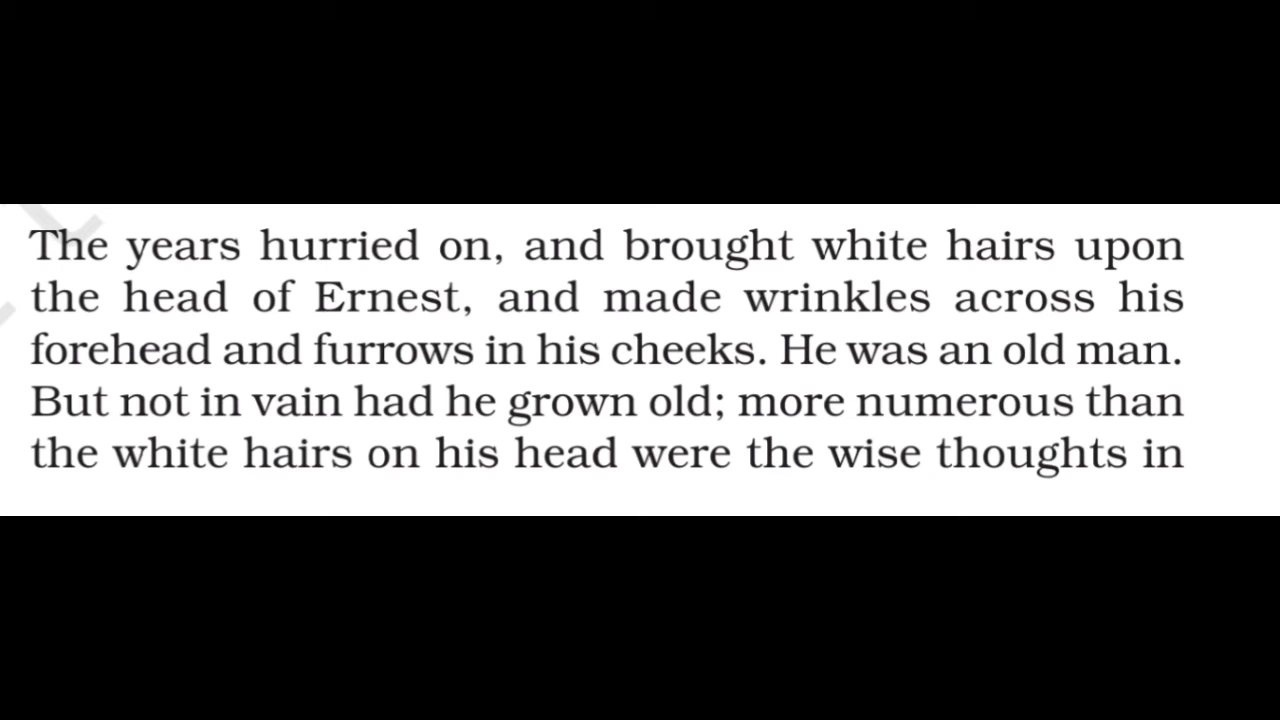 The years hurried on, and brought white hairs upon
the head of Ernest, and made wrinkles across his
forehead and furrows in his cheeks. He was an old man.
But not in vain had he grown old; more numerous than
the white hairs on his head were the wise thoughts in